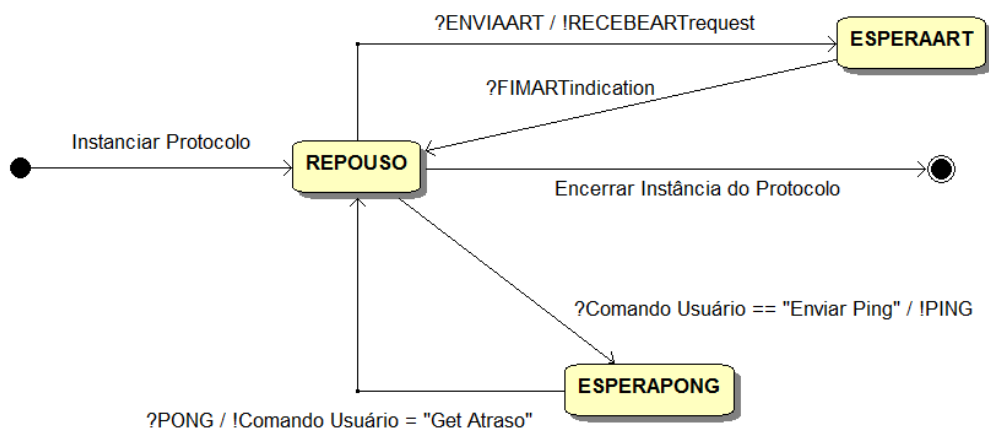 ?ENVIAART / !RECEBEARTrequest
ESPERAART
?FIMARTindication
Instanciar Protocolo
REPOUSO
Encerrar Instância do Protocolo
?Comando Usuário == "Enviar Ping" / !PING
ESPERAPONG
?PONG / !Comando Usuário = "Get Atraso"